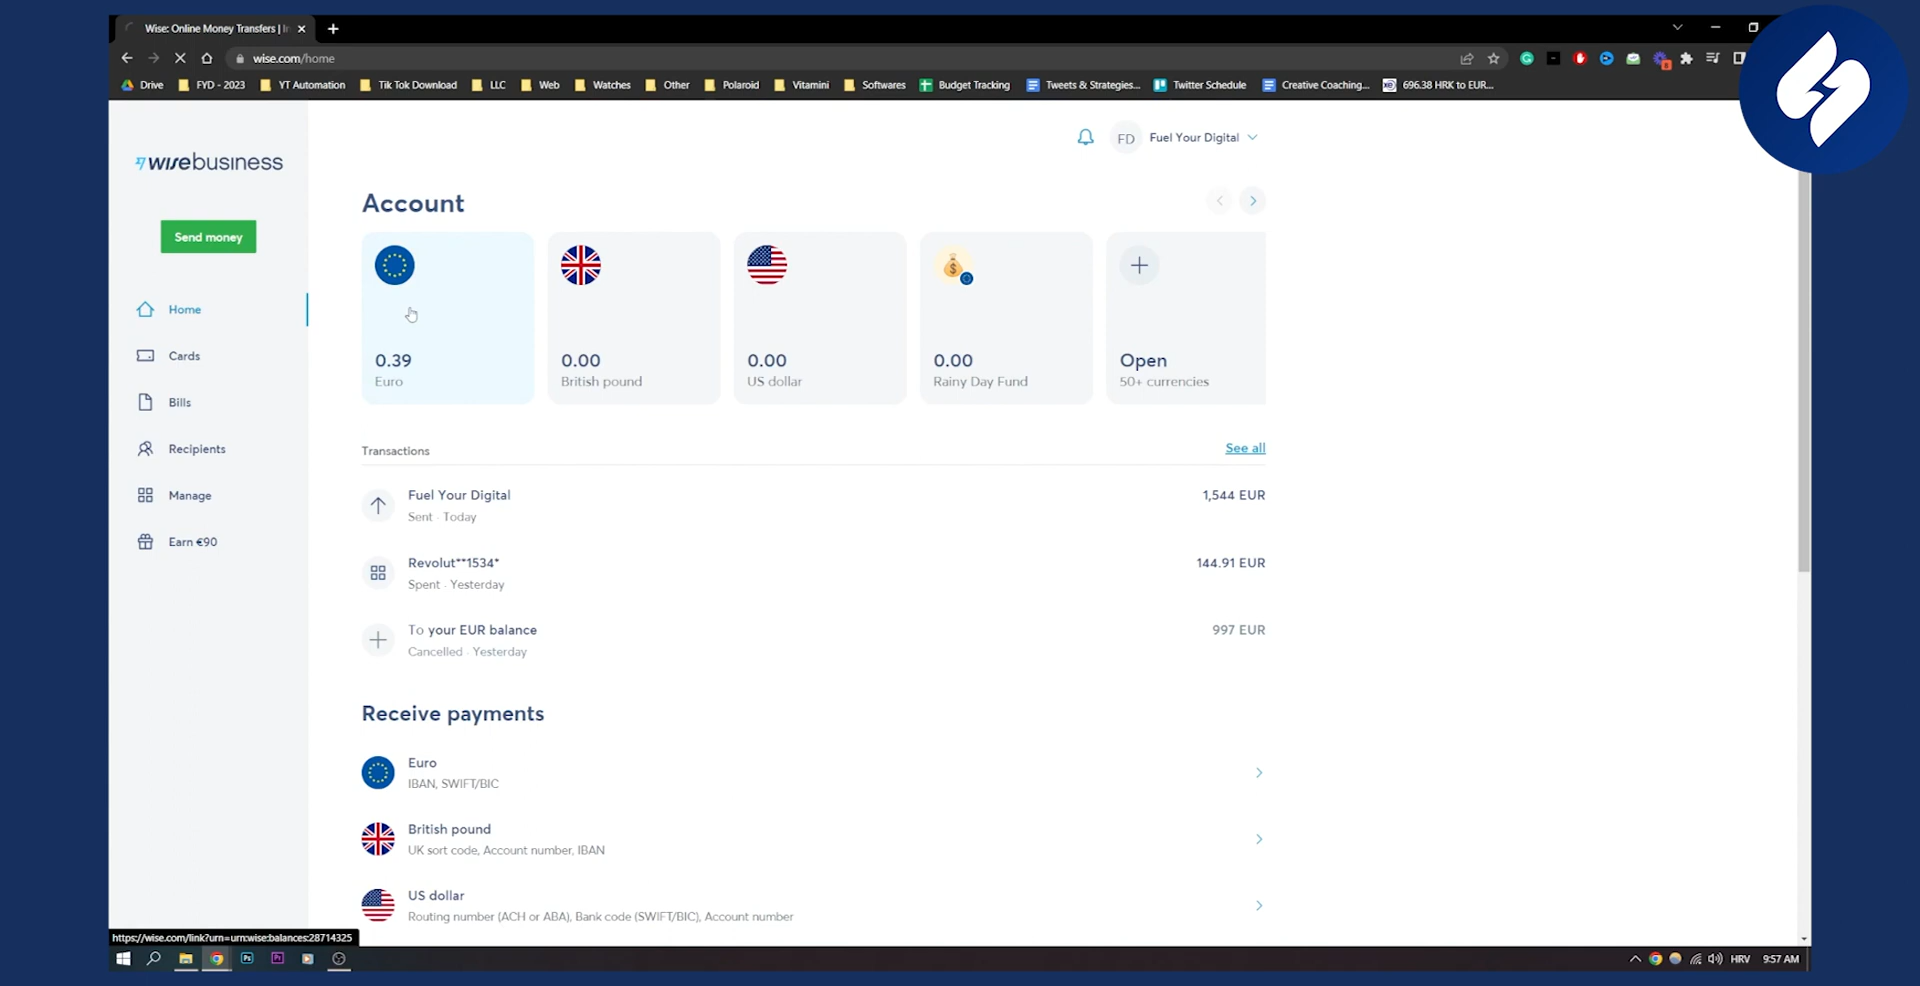 Wise: Online Money Transfers | I
wise.com/home
Drive
FYD - 2023
YT Automation
Tik Tok Download
LLC
Web
Watches
Other
Polaroid
Vitamini
Softwares
Budget Tracking
Tweets & Strategies...
Twitter Schedule
Creative Coaching...
696.38 HRK to EUR...
wisebusiness
FD
Fuel Your Digital
Send money
Home
Cards
Bills
Recipients
Manage
Earn €90
Account
0.39
Euro
0.00
British pound
0.00
US dollar
0.00
Rainy Day Fund
Open
50+ currencies
Transactions
See all
Fuel Your Digital
1,544 EUR
Sent · Today
Revolut**1534*
144.91 EUR
Spent · Yesterday
To your EUR balance
997 EUR
Cancelled · Yesterday
Receive payments
Euro
IBAN, SWIFT/BIC
British pound
UK sort code, Account number, IBAN
US dollar
Routing number (ACH or ABA), Bank code (SWIFT/BIC), Account number
https://wise.com/link?urn=urn:wise:balances:28714325
Ps
Pr
HRV
9:57 AM